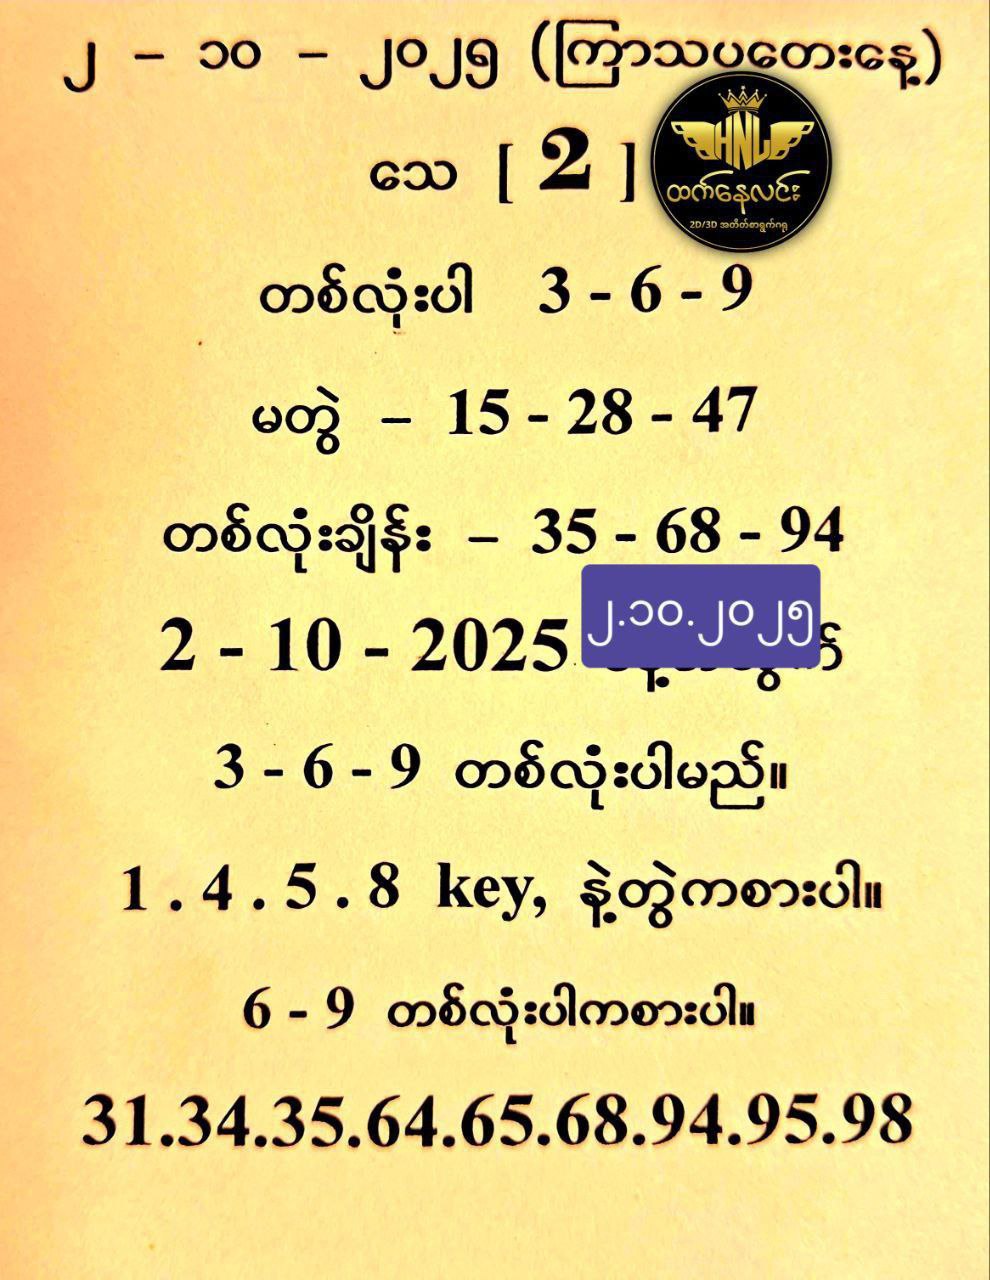 ၂ – ၁၀ – ၂၀၂၅ (ကြာသပတေးနေ့)
သေ [ 2 ]
HNL
ထက်နေလင်း
2D/3D အတိတ်စာရွက်ဂရု
တစ်လုံးပါ 3 - 6 - 9
မတွဲ – 15 - 28 - 47
တစ်လုံးချိန်း – 35 - 68 - 94
၂.၁၀.၂၀၂၅
2 - 10 - 2025
3 - 6 - 9 တစ်လုံးပါမည်။
1 . 4 . 5 . 8 key, နဲ့တွဲကစားပါ။
6 - 9 တစ်လုံးပါကစားပါ။
31.34.35.64.65.68.94.95.98